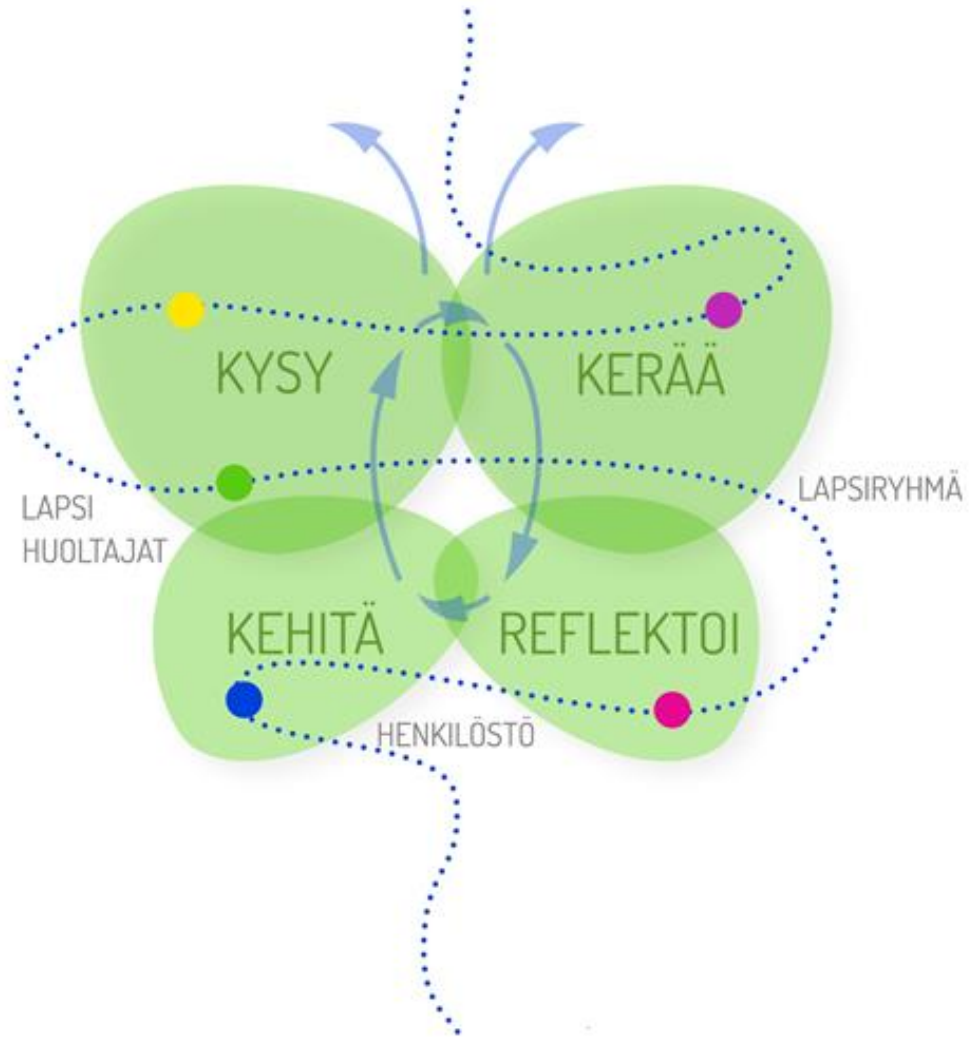 KYSY
KERÄÄ
LAPSI
HUOLTAJAT
LAPSIRYHMÄ
KEHITÄ
REFLEKTOI
HENKILÖSTÖ